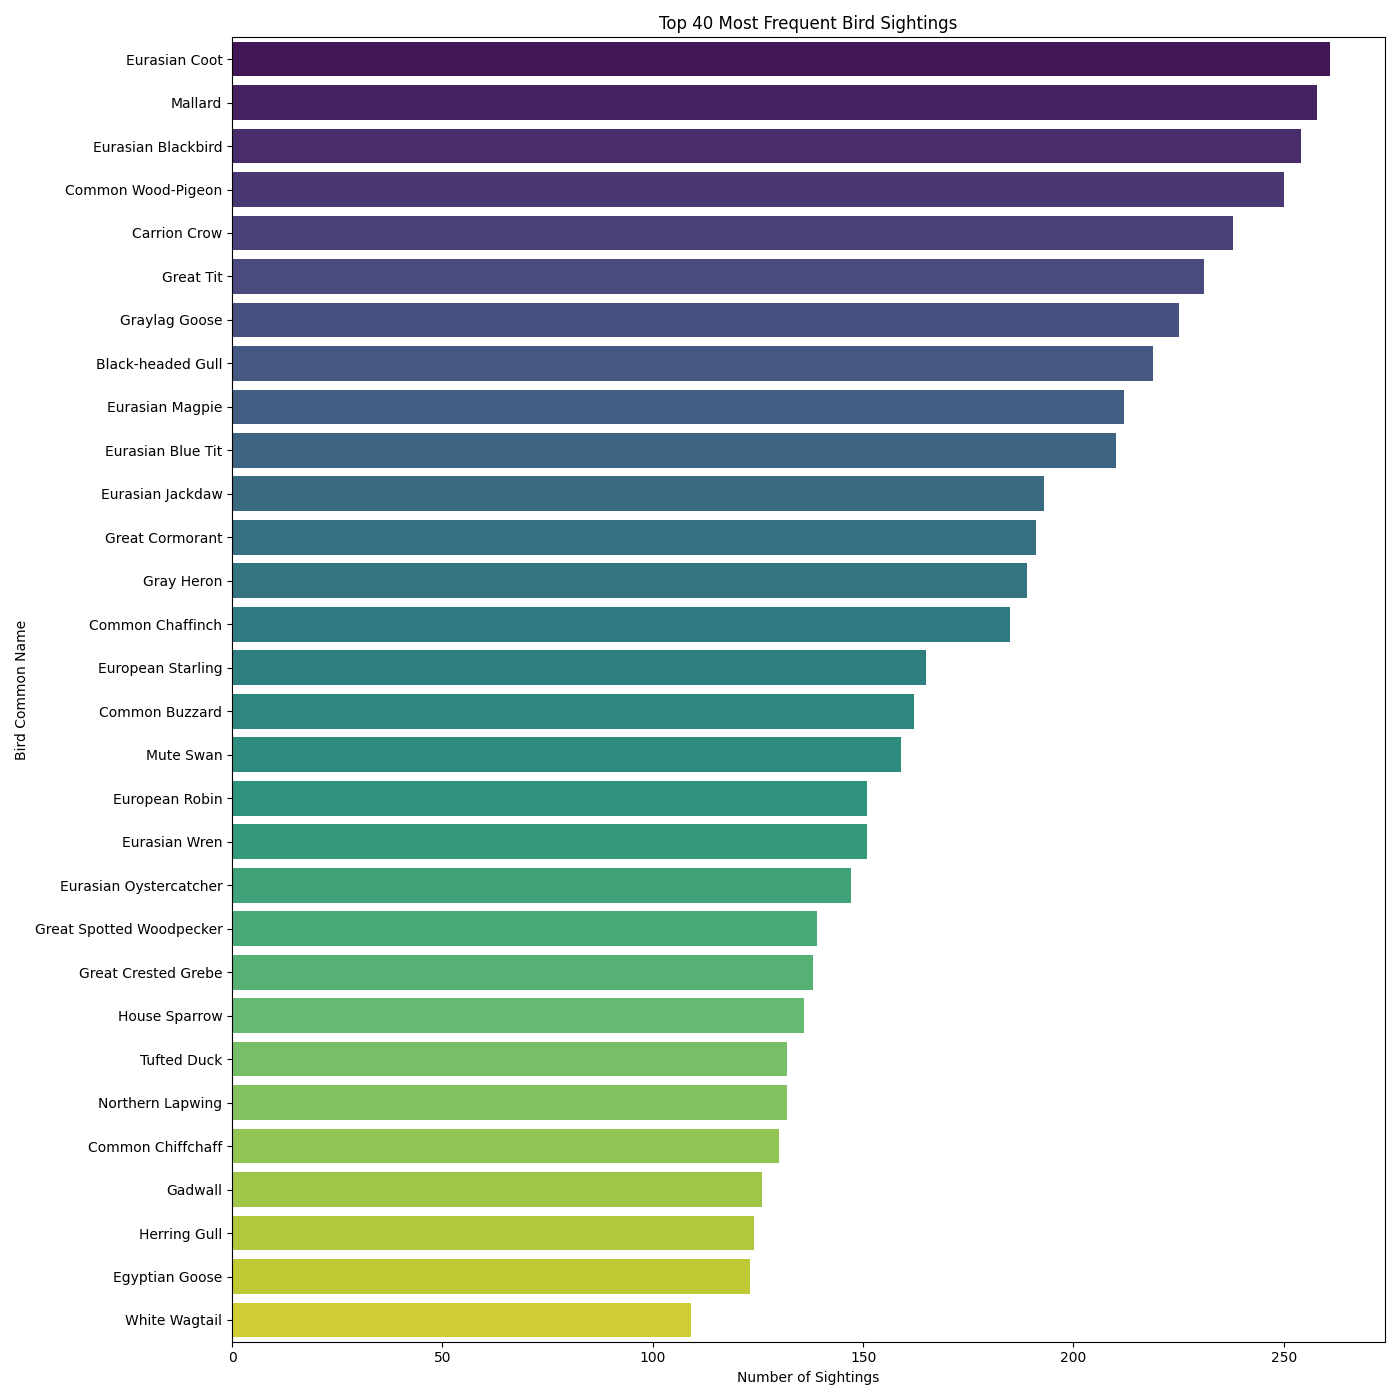 Top 40 Most Frequent Bird Sightings
Eurasian Coot
Mallard
Eurasian Blackbird
Common Wood-Pigeon
Carrion Crow
Great Tit
Graylag Goose
Black-headed Gull
Eurasian Magpie
Eurasian Blue Tit
Eurasian Jackdaw
Great Cormorant
Gray Heron
Common Chaffinch
European Starling
Common Buzzard
Mute Swan
European Robin
Eurasian Wren
Eurasian Oystercatcher
Great Spotted Woodpecker
Great Crested Grebe
House Sparrow
Tufted Duck
Northern Lapwing
Common Chiffchaff
Gadwall
Herring Gull
Egyptian Goose
White Wagtail
Bird Common Name
0 50 100 150 200 250
Number of Sightings